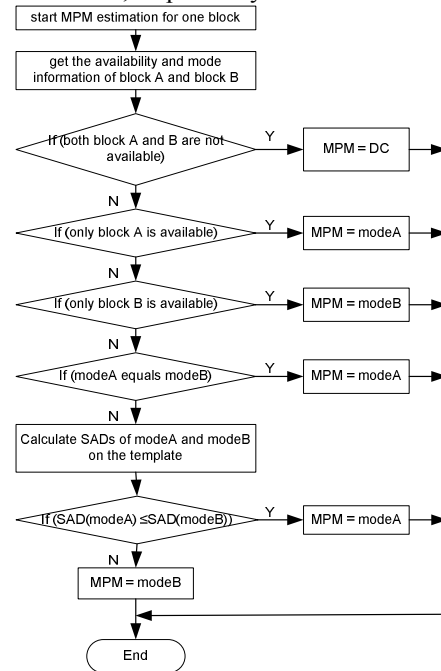 start MPM estimation for one block
get the availability and mode
information of block A and block B
If (both block A and B are not
available)
Y
MPM = DC
N
If (only block A is available)
Y
MPM = modeA
N
If (only block B is available)
Y
MPM = modeB
N
If (modeA equals modeB)
Y
MPM = modeA
N
Calculate SADs of modeA and modeB
on the template
If (SAD(modeA) ≤SAD(modeB))
Y
MPM = modeA
N
MPM = modeB
End